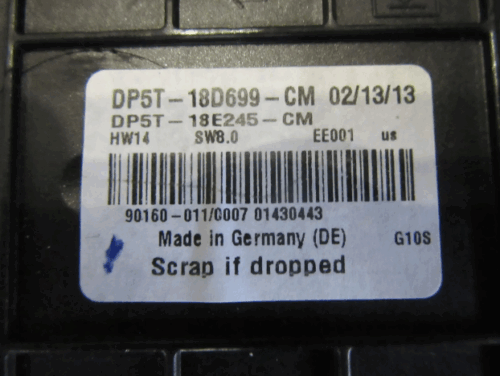 DP5T-18D699-CM 02/13/13
DP5T-18E245-CM
HW14 SW8.0 EE001 us
90160-011/C007 01430443
Made in Germany (DE) G10S
Scrap if dropped